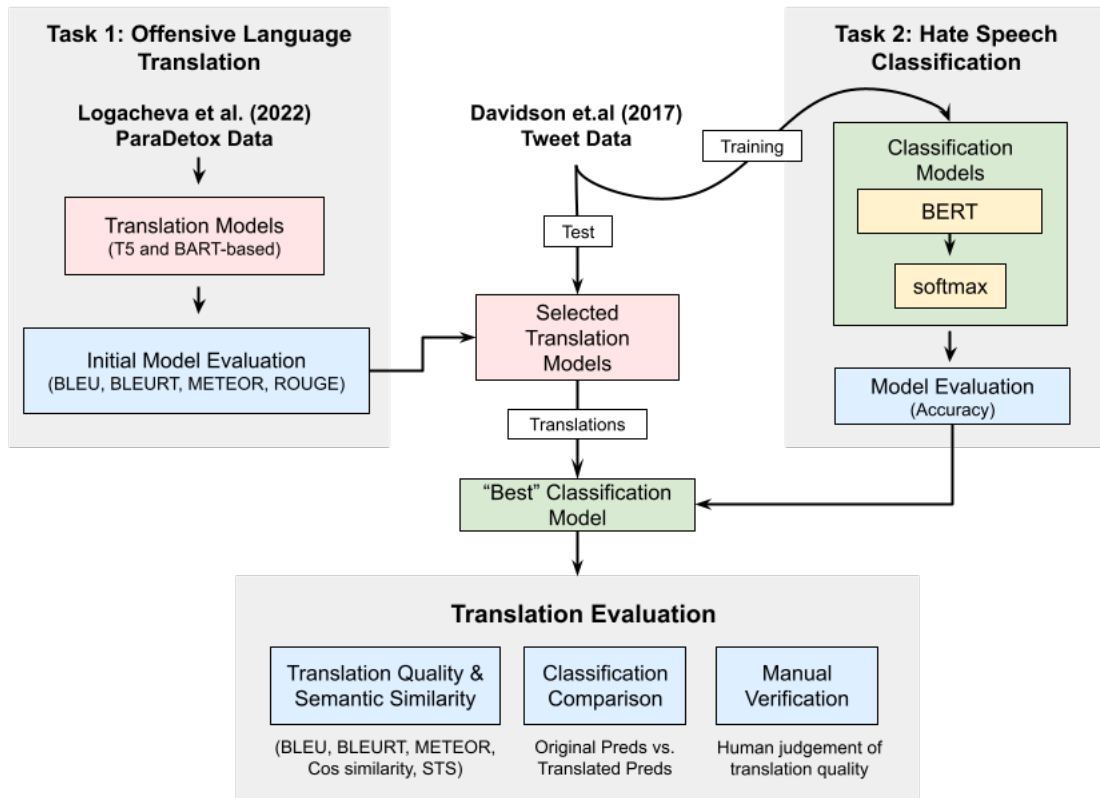 Task 1: Offensive Language
Translation
Logacheva et al. (2022)
ParaDetox Data
Translation Models
(T5 and BART-based)
Initial Model Evaluation
(BLEU, BLEURT, METEOR, ROUGE)
Davidson et.al (2017)
Tweet Data
Training
Test
Selected
Translation
Models
Translations
“Best” Classification
Model
Task 2: Hate Speech
Classification
Classification
Models
BERT
softmax
Model Evaluation
(Accuracy)
Translation Evaluation
Translation Quality &
Semantic Similarity
(BLEU, BLEURT, METEOR,
Cos similarity, STS)
Classification
Comparison
Original Preds vs.
Translated Preds
Manual
Verification
Human judgement of
translation quality